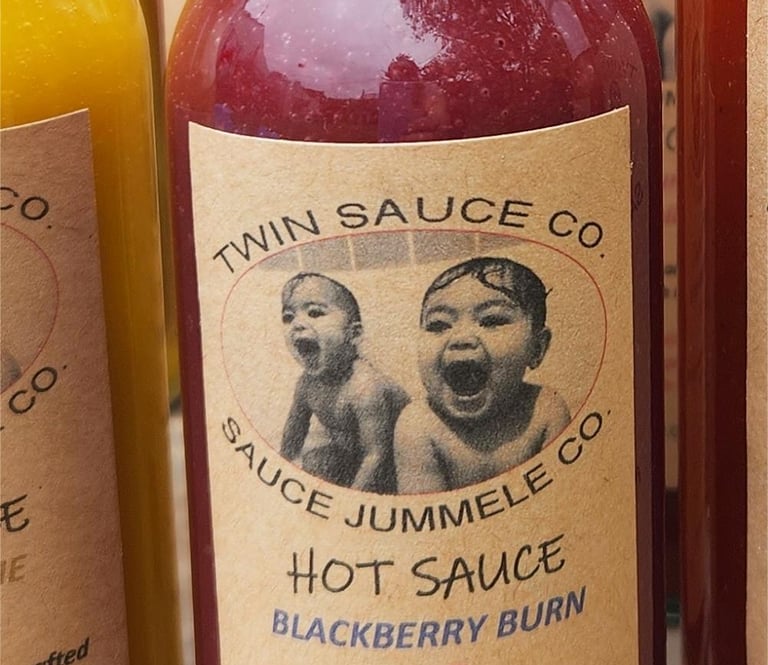 TWIN SAUCE CO.
SAUCE JUMMELE CO.
HOT SAUCE
BLACKBERRY BURN
CO.
CO.